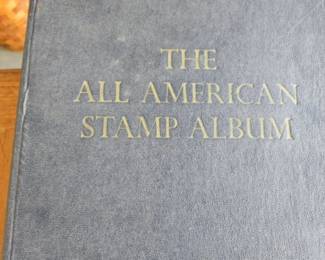 THE
ALL AMERICAN
STAMP ALBUM